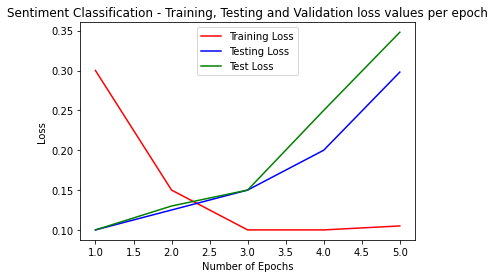 Sentiment Classification - Training, Testing and Validation loss values per epoch
Training Loss
Testing Loss
Test Loss
Loss
0.35
0.30
0.25
0.20
0.15
0.10
1.0 1.5 2.0 2.5 3.0 3.5 4.0 4.5 5.0
Number of Epochs